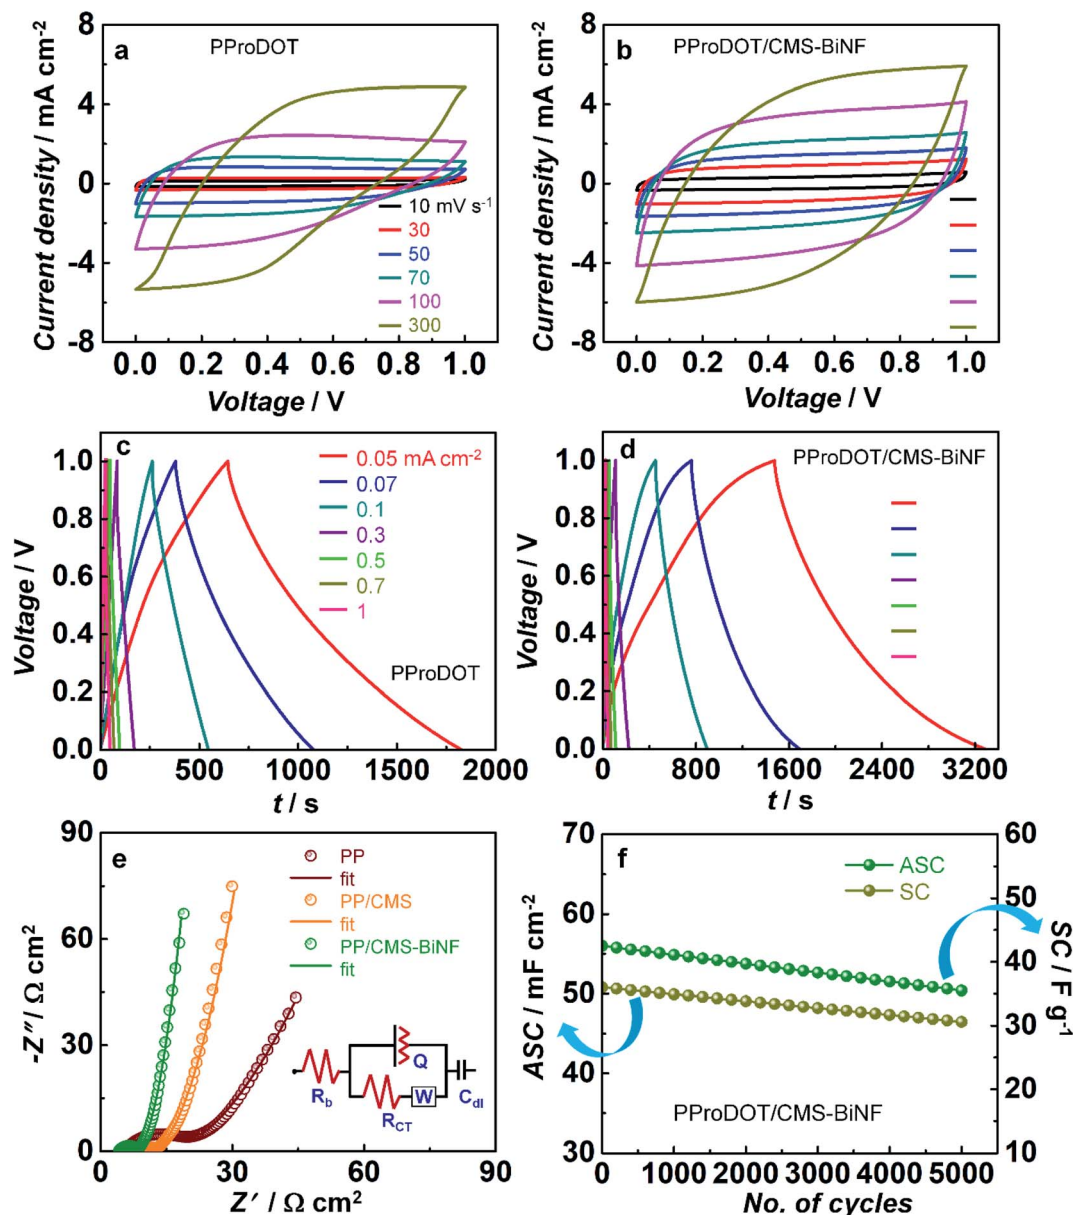 a
PProDOT
Current density / mA cm-2
8
4
0
-4
-8
10 mV s-1
30
50
70
100
300
0.0 0.2 0.4 0.6 0.8 1.0
Voltage / V
b
PProDOT/CMS-BiNF
Current density / mA cm-2
8
4
0
-4
-8
0.0 0.2 0.4 0.6 0.8 1.0
Voltage / V
c
Voltage / V
1.0
0.8
0.6
0.4
0.2
0.0
0.05 mA cm-2
0.07
0.1
0.3
0.5
0.7
1
PProDOT
0 500 1000 1500 2000
t / s
d
PProDOT/CMS-BiNF
Voltage / V
1.0
0.8
0.6
0.4
0.2
0.0
0 800 1600 2400 3200
t / s
e
-Z″/ Ω cm2
90
60
30
0
PP
fit
PP/CMS
fit
PP/CMS-BiNF
fit
Rb
Q
RCT
W
Cdl
0 30 60 90
Z′ / Ω cm2
f
ASC / mF cm-2
70
60
50
40
30
ASC
SC
60
50
40
30
20
10
SC / F g-1
PProDOT/CMS-BiNF
0 1000 2000 3000 4000 5000
No. of cycles